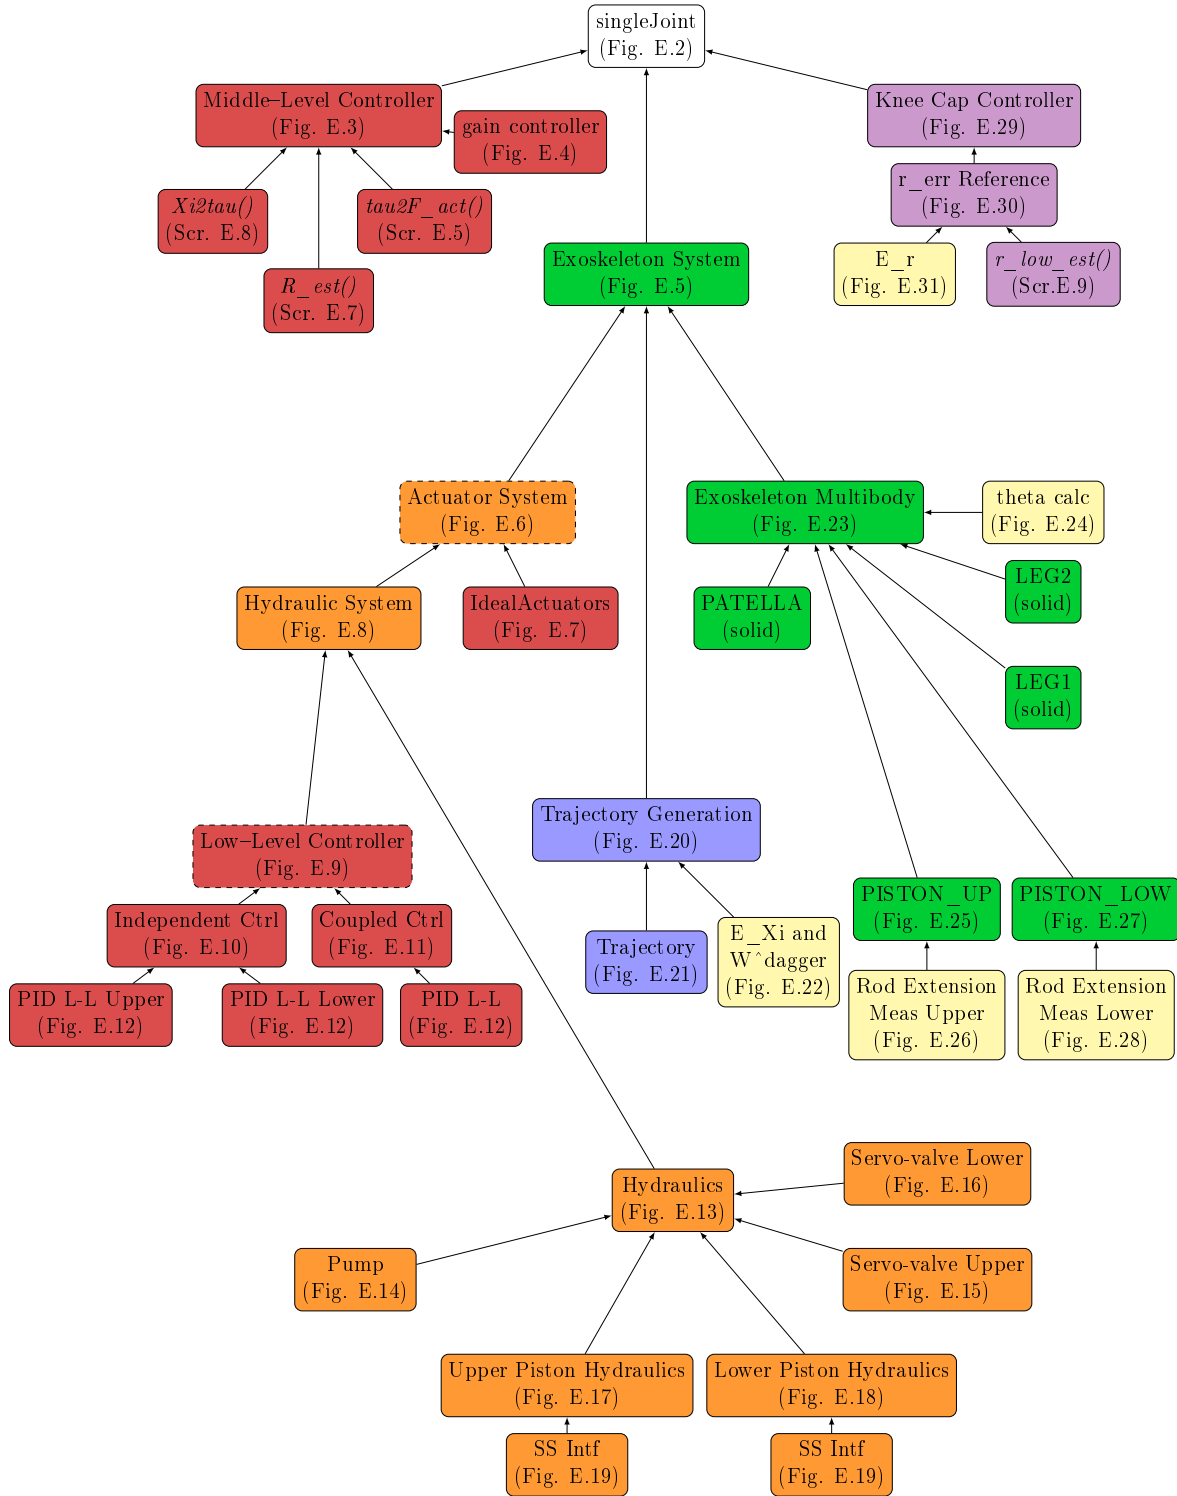 singleJoint
(Fig. E.2)
Middle–Level Controller
(Fig. E.3)
gain controller
(Fig. E.4)
Knee Cap Controller
(Fig. E.29)
r_err Reference
(Fig. E.30)
Xi2tau()
(Scr. E.8)
tau2F_act()
(Scr. E.5)
R_est()
(Scr. E.7)
Exoskeleton System
(Fig. E.5)
E_r
(Fig. E.31)
r_low_est()
(Scr.E.9)
Actuator System
(Fig. E.6)
Exoskeleton Multibody
(Fig. E.23)
theta calc
(Fig. E.24)
LEG2
(solid)
Hydraulic System
(Fig. E.8)
IdealActuators
(Fig. E.7)
PATELLA
(solid)
LEG1
(solid)
Trajectory Generation
(Fig. E.20)
Low–Level Controller
(Fig. E.9)
PISTON_UP
(Fig. E.25)
PISTON_LOW
(Fig. E.27)
Independent Ctrl
(Fig. E.10)
Coupled Ctrl
(Fig. E.11)
Trajectory
(Fig. E.21)
E_Xi and
W^dagger
(Fig. E.22)
PID L-L Upper
(Fig. E.12)
PID L-L Lower
(Fig. E.12)
PID L-L
(Fig. E.12)
Rod Extension
Meas Upper
(Fig. E.26)
Rod Extension
Meas Lower
(Fig. E.28)
Servo-valve Lower
(Fig. E.16)
Hydraulics
(Fig. E.13)
Pump
(Fig. E.14)
Servo-valve Upper
(Fig. E.15)
Upper Piston Hydraulics
(Fig. E.17)
Lower Piston Hydraulics
(Fig. E.18)
SS Intf
(Fig. E.19)
SS Intf
(Fig. E.19)